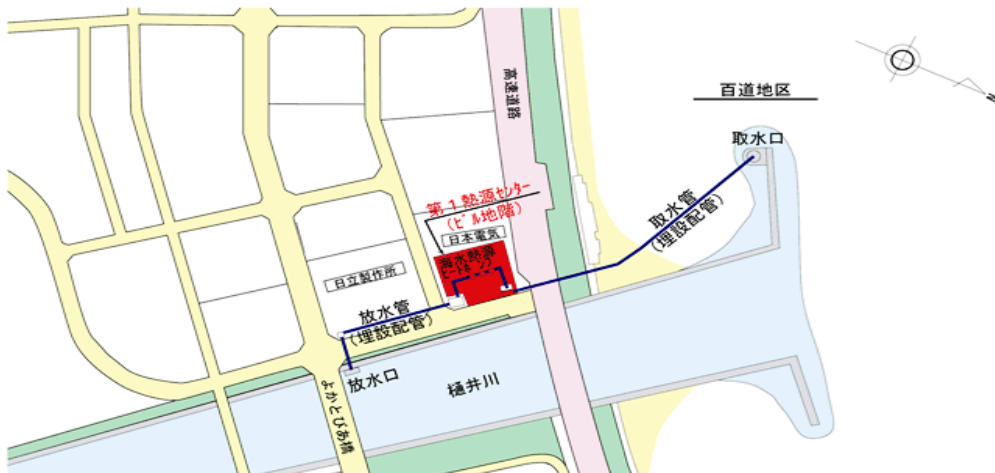 高速道路
N
百道地区
取水口
第1熱源センター
(ビル地階)
取水管
(埋設配管)
日本電気
海水熱源
ヒートポンプ
日立製作所
放水管
(埋設配管)
放水口
樋井川
よかとぴあ橋